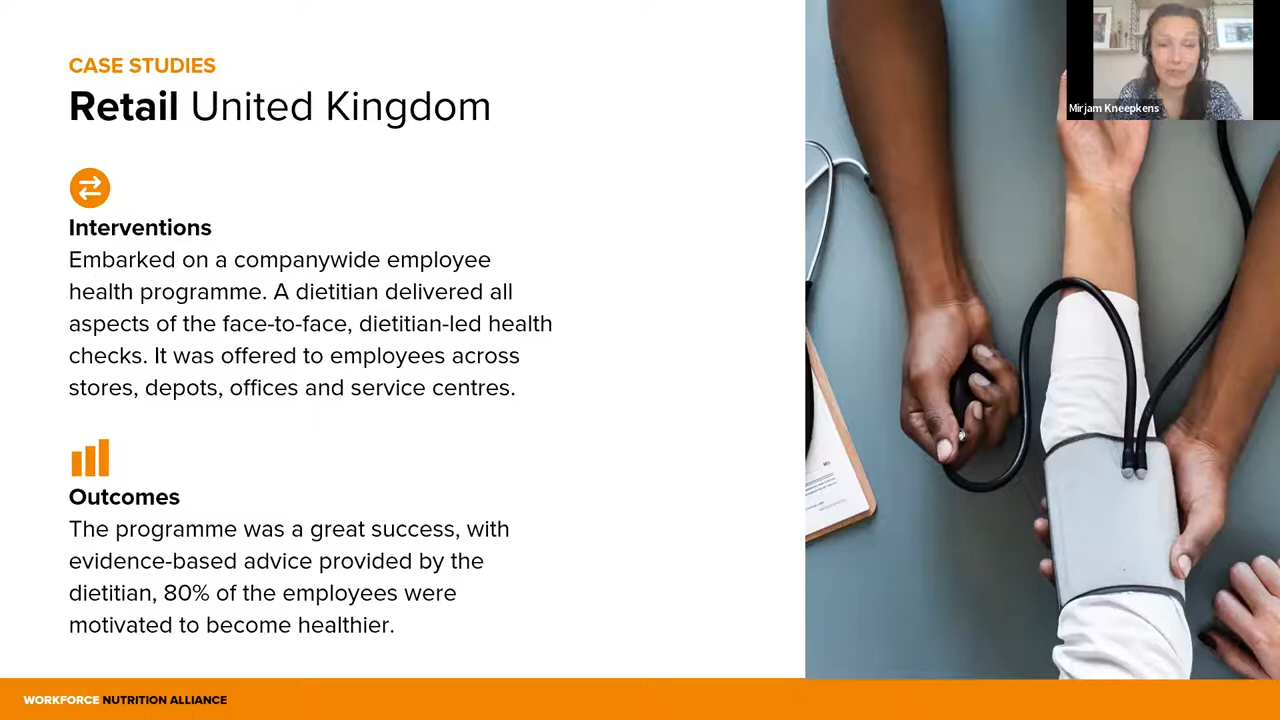 CASE STUDIES
Retail United Kingdom
Interventions
Embarked on a companywide employee
health programme. A dietitian delivered all
aspects of the face-to-face, dietitian-led health
checks. It was offered to employees across
stores, depots, offices and service centres.
Outcomes
The programme was a great success, with
evidence-based advice provided by the
dietitian, 80% of the employees were
motivated to become healthier.
WORKFORCE NUTRITION ALLIANCE
Mirjam Kneepkens